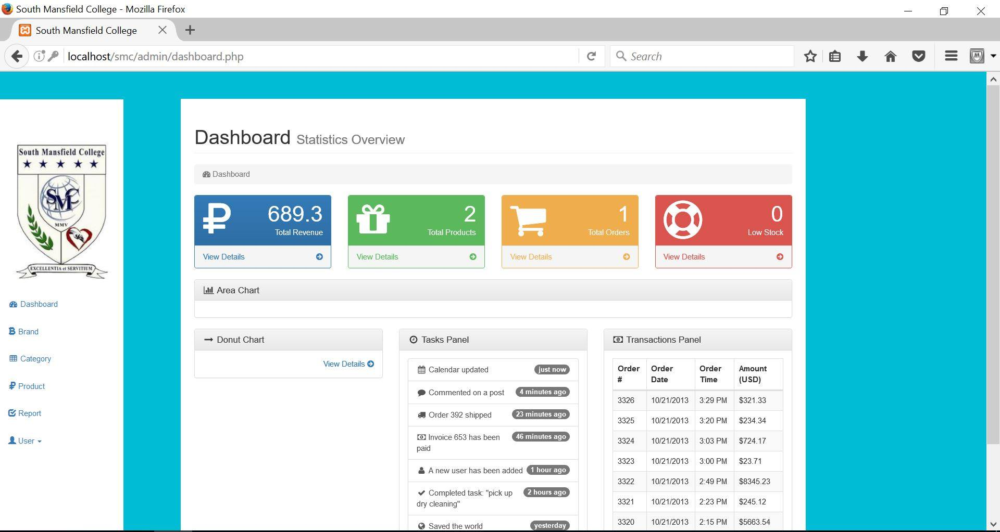 South Mansfield College - Mozilla Firefox
South Mansfield College
localhost/smc/admin/dashboard.php
Search
South Mansfield College
SMC
MMV
EXCELLENTIA et SERVITIUM
Dashboard
Brand
Category
Product
Report
User
Dashboard Statistics Overview
Dashboard
689.3
Total Revenue
View Details
2
Total Products
View Details
1
Total Orders
View Details
0
Low Stock
View Details
Area Chart
Donut Chart
View Details
Tasks Panel
Calendar updated just now
Commented on a post 4 minutes ago
Order 392 shipped 23 minutes ago
Invoice 653 has been 46 minutes ago
paid
A new user has been added 1 hour ago
Completed task: "pick up 2 hours ago
dry cleaning"
Saved the world yesterday
Transactions Panel
Order Order Order Amount
# Date Time (USD)
3326 10/21/2013 3:29 PM $321.33
3325 10/21/2013 3:20 PM $234.34
3324 10/21/2013 3:03 PM $724.17
3323 10/21/2013 3:00 PM $23.71
3322 10/21/2013 2:49 PM $8345.23
3321 10/21/2013 2:23 PM $245.12
3320 10/21/2013 2:15 PM $5663.54